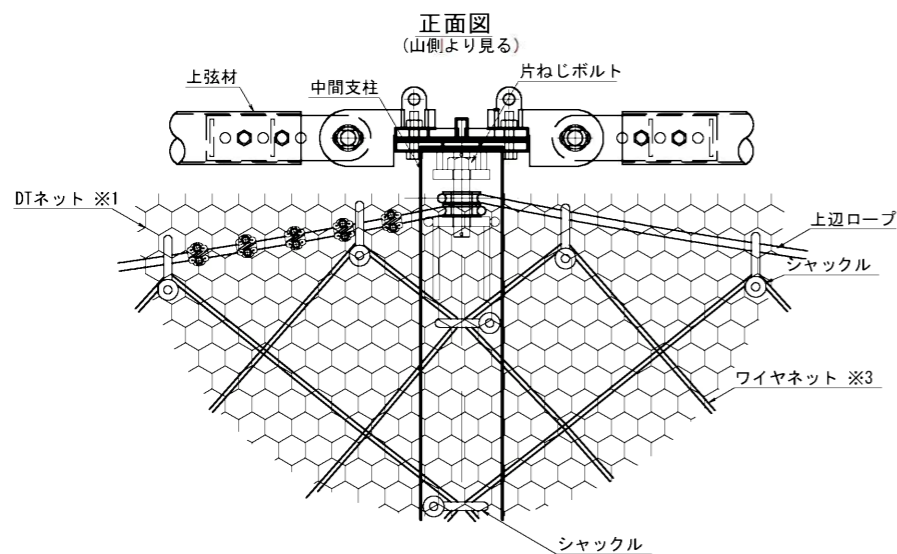 正面図
(山側より見る)
上弦材
中間支柱
片ねじボルト
DTネット ※1
上辺ロープ
シャックル
ワイヤネット ※3
シャックル